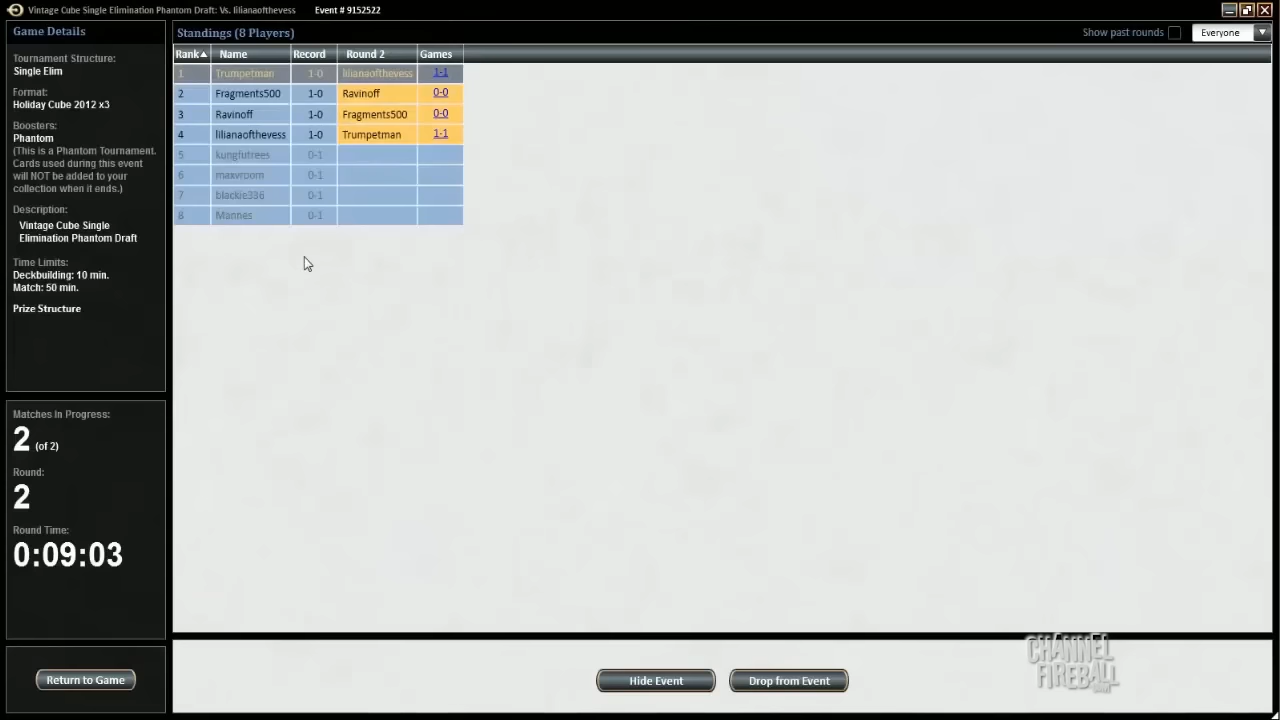 Vintage Cube Single Elimination Phantom Draft: Vs. lilianaofthevess Event # 9152522
Game Details
Tournament Structure:
Single Elim
Format:
Holiday Cube 2012 x3
Boosters:
Phantom
(This is a Phantom Tournament.
Cards used during this event
will NOT be added to your
collection when it ends.)
Description:
Vintage Cube Single
Elimination Phantom Draft
Time Limits:
Deckbuilding: 10 min.
Match: 50 min.
Prize Structure
Matches In Progress:
2 (of 2)
Round:
2
Round Time:
0:09:03
Return to Game
Standings (8 Players)
Show past rounds Everyone
Rank Name Record Round 2 Games
1 Trumpetman 1-0 lilianaofthevess 1-1
2 Fragments500 1-0 Ravinoff 0-0
3 Ravinoff 1-0 Fragments500 0-0
4 lilianaofthevess 1-0 Trumpetman 1-1
5 kungfutrees 0-1
6 maxvroom 0-1
7 blackie336 0-1
8 Mannes 0-1
Hide Event Drop from Event
CHANNEL
FIREBALL